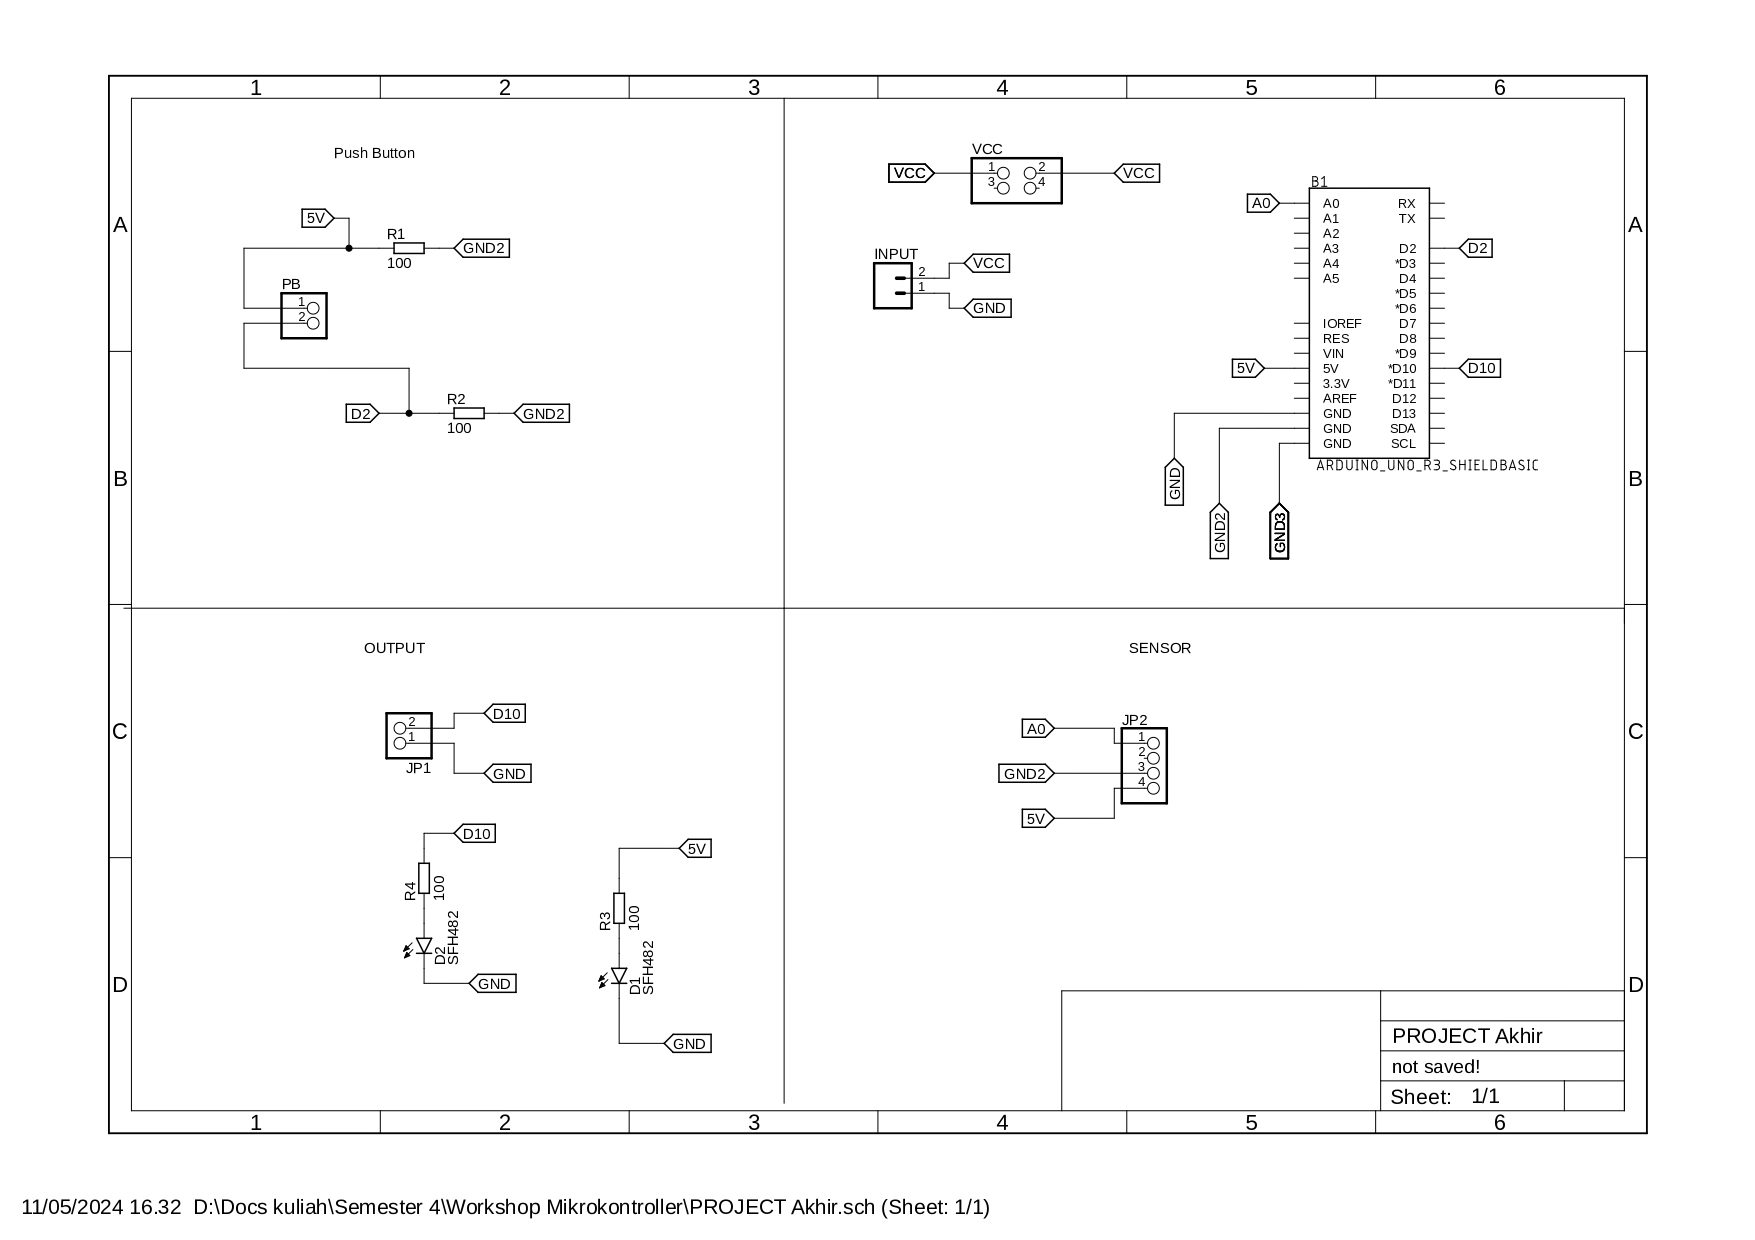 1 2 3 4 5 6
A
B
C
D
Push Button
5V
R1
100
GND2
PB
1
2
D2
R2
100
GND2
VCC
VCC
1 2
3 4
VCC
INPUT
2
1
VCC
GND
B1
A0
A0 RX
A1 TX
A2
A3 D2
D2
A4 *D3
A5 D4
*D5
*D6
IOREF D7
RES D8
VIN *D9
5V
5V *D10
D10
3.3V *D11
AREF D12
GND D13
GND SDA
GND SCL
ARDUINO_UNO_R3_SHIELDBASIC
GND
GND2
GND3
A
B
C
D
OUTPUT
2
1
JP1
D10
GND
D10
R4
100
D2
SFH482
GND
5V
R3
100
D1
SFH482
GND
SENSOR
JP2
A0
GND2
5V
1
2
3
4
PROJECT Akhir
not saved!
Sheet: 1/1
1 2 3 4 5 6
11/05/2024 16.32 D:\Docs kuliah\Semester 4\Workshop Mikrokontroller\PROJECT Akhir.sch (Sheet: 1/1)